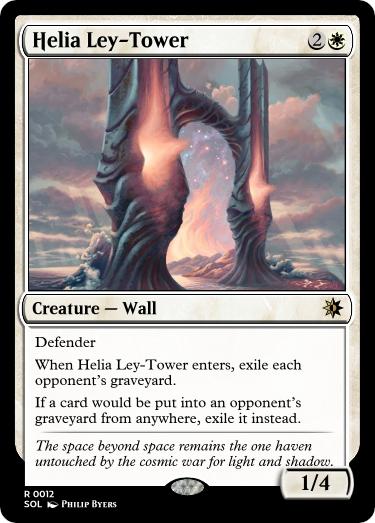 Helia Ley-Tower 2
Creature — Wall
Defender
When Helia Ley-Tower enters, exile each
opponent's graveyard.
If a card would be put into an opponent's
graveyard from anywhere, exile it instead.
The space beyond space remains the one haven
untouched by the cosmic war for light and shadow.
1/4
R 0012
SOL Philip Byers